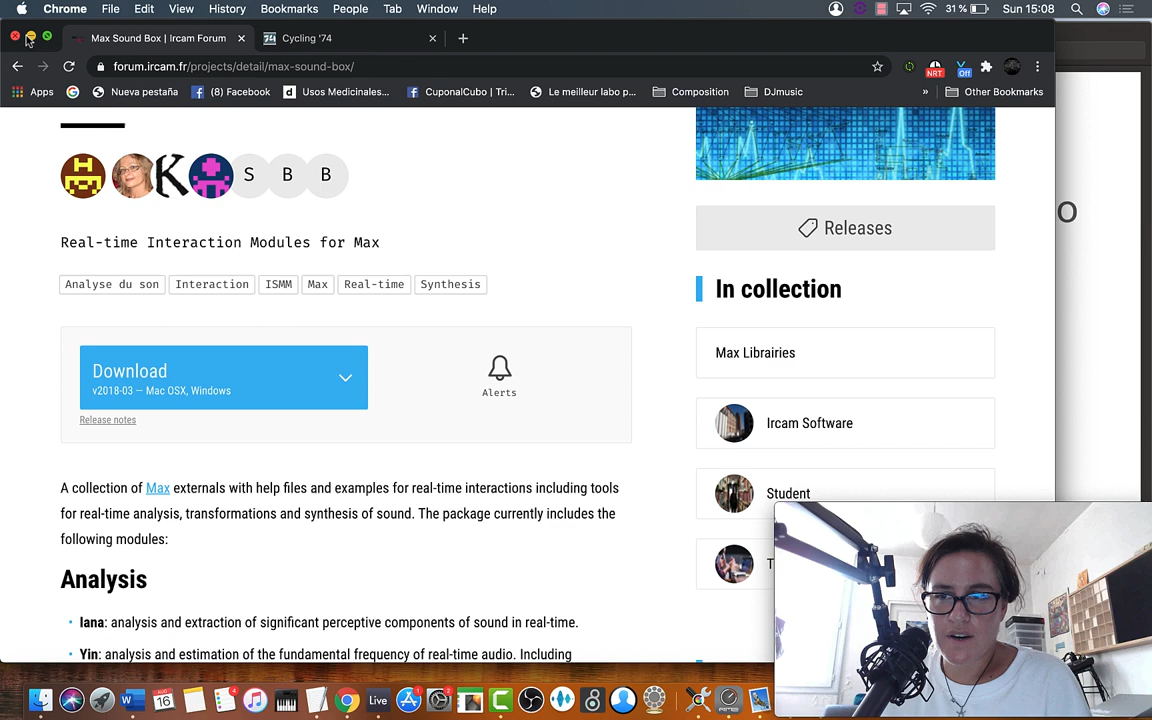 Chrome File Edit View History Bookmarks People Tab Window Help 31% Sun 15:08
Max Sound Box | Ircam Forum Cycling '74
forum.ircam.fr/projects/detail/max-sound-box/ NRT Off
Apps Nueva pestaña (8) Facebook Usos Medicinales... CuponalCubo | Tri... Le meilleur labo p... Composition DJmusic » Other Bookmarks
K S B B
Real-time Interaction Modules for Max
Analyse du son Interaction ISMM Max Real-time Synthesis
Download
v2018-03 — Mac OSX, Windows
Release notes
Alerts
A collection of Max externals with help files and examples for real-time interactions including tools
for real-time analysis, transformations and synthesis of sound. The package currently includes the
following modules:
Analysis
• Iana: analysis and extraction of significant perceptive components of sound in real-time.
• Yin: analysis and estimation of the fundamental frequency of real-time audio. Including
Releases
In collection
Max Librairies
Ircam Software
Student
T
o
AUG
16
Live